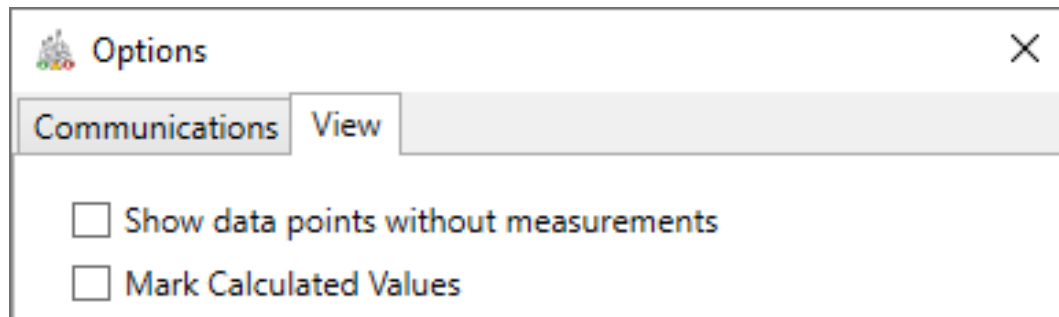 Options
Communications View
Show data points without measurements
Mark Calculated Values